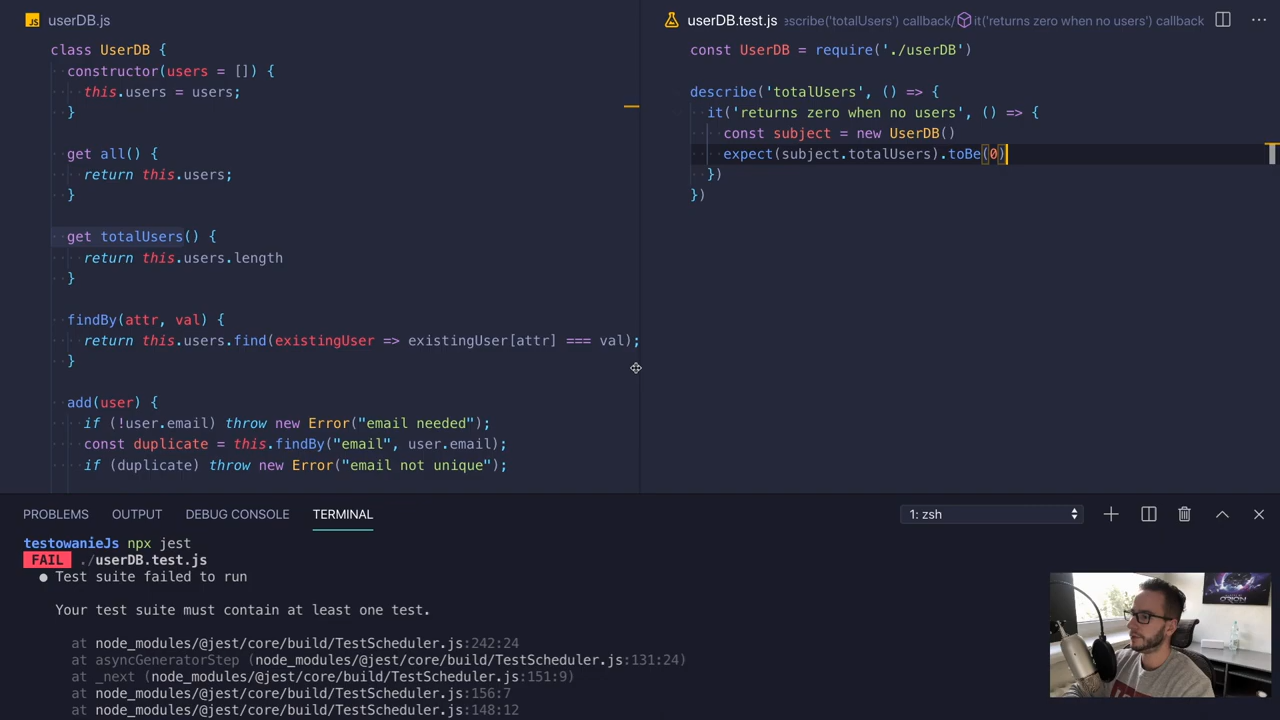 JS userDB.js
class UserDB {
constructor(users = []) {
this.users = users;
}
get all() {
return this.users;
}
get totalUsers() {
return this.users.length
}
findBy(attr, val) {
return this.users.find(existingUser => existingUser[attr] === val);
}
add(user) {
if (!user.email) throw new Error("email needed");
const duplicate = this.findBy("email", user.email);
if (duplicate) throw new Error("email not unique");
userDB.test.js escribe('totalUsers') callback/ it('returns zero when no users') callback
const UserDB = require('./userDB')
describe('totalUsers', () => {
it('returns zero when no users', () => {
const subject = new UserDB()
expect(subject.totalUsers).toBe(0)
})
})
PROBLEMS OUTPUT DEBUG CONSOLE TERMINAL 1: zsh
testowanieJs npx jest
FAIL ./userDB.test.js
● Test suite failed to run
Your test suite must contain at least one test.
at node_modules/@jest/core/build/TestScheduler.js:242:24
at asyncGeneratorStep (node_modules/@jest/core/build/TestScheduler.js:131:24)
at _next (node_modules/@jest/core/build/TestScheduler.js:151:9)
at node_modules/@jest/core/build/TestScheduler.js:156:7
at node_modules/@jest/core/build/TestScheduler.js:148:12
ORION